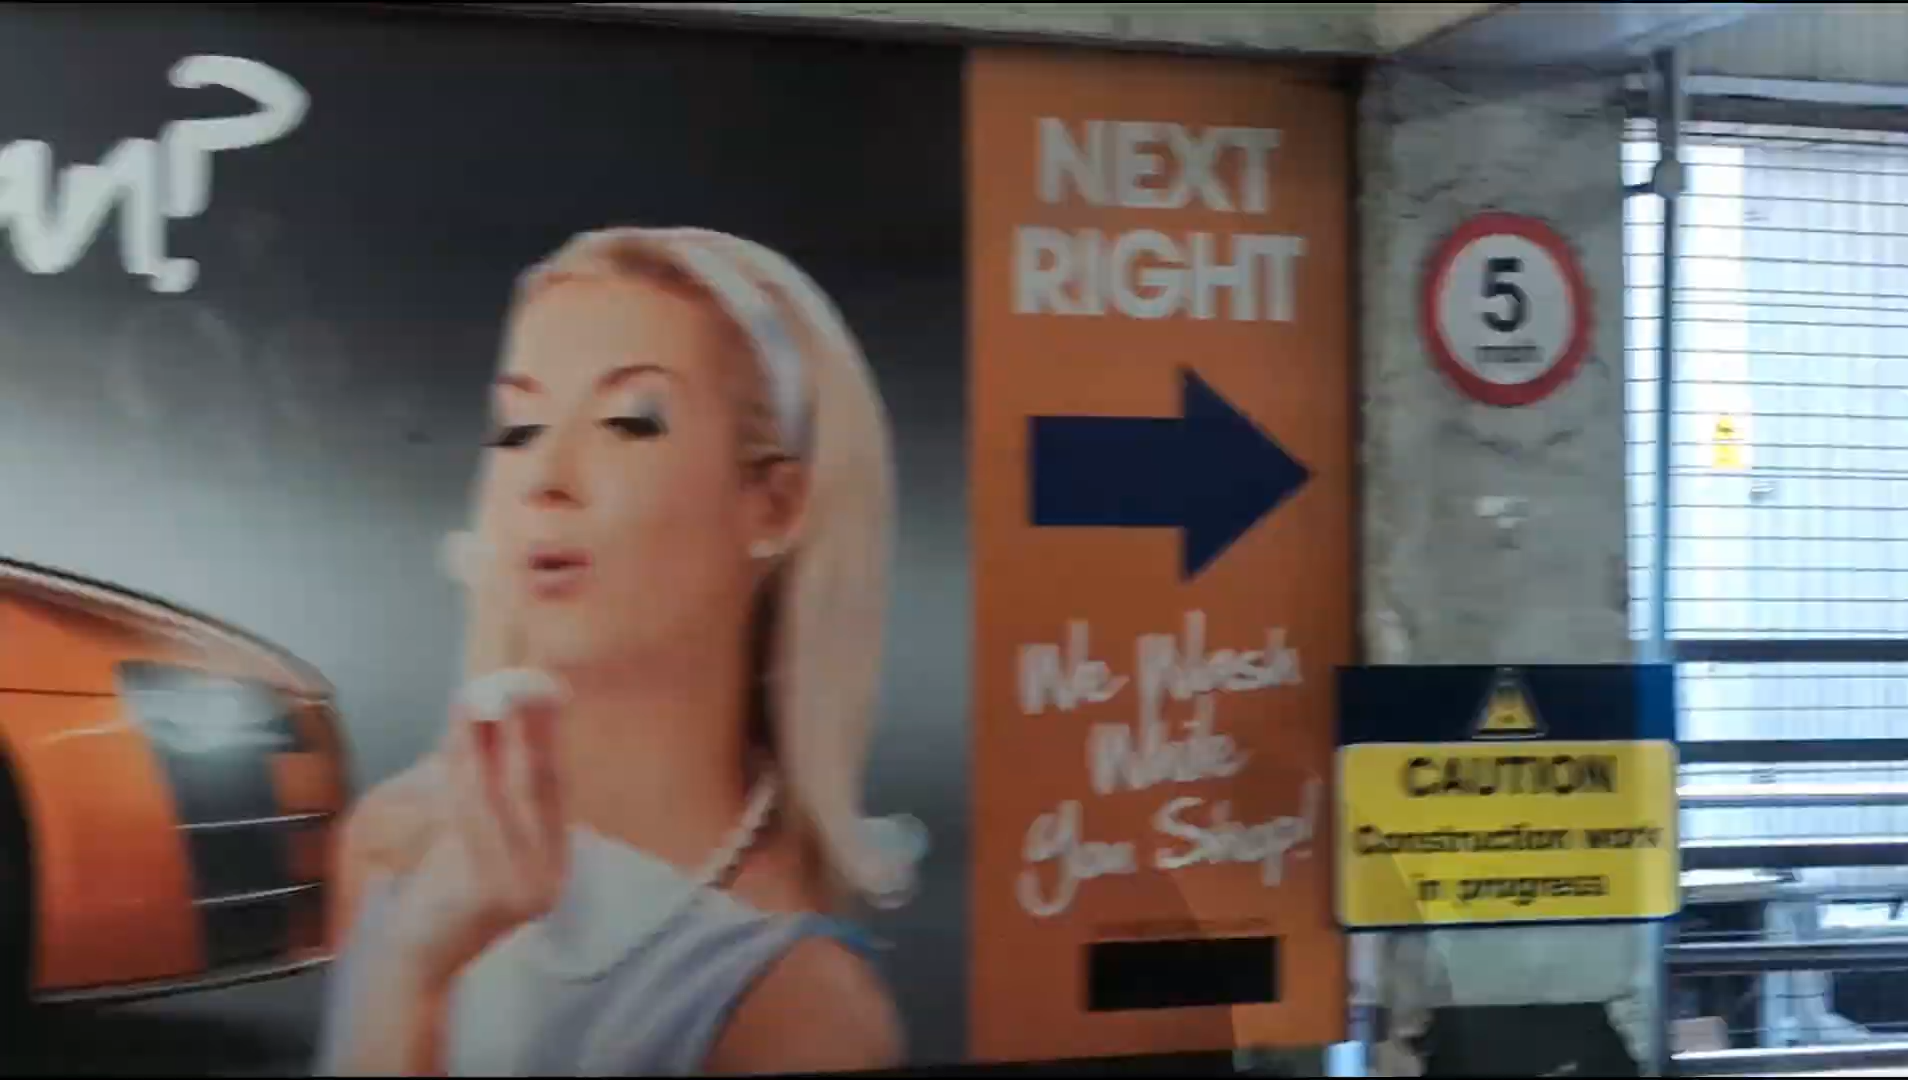 NEXT
RIGHT
We Wash
While
You Shop!
5
CAUTION
Construction work
in progress